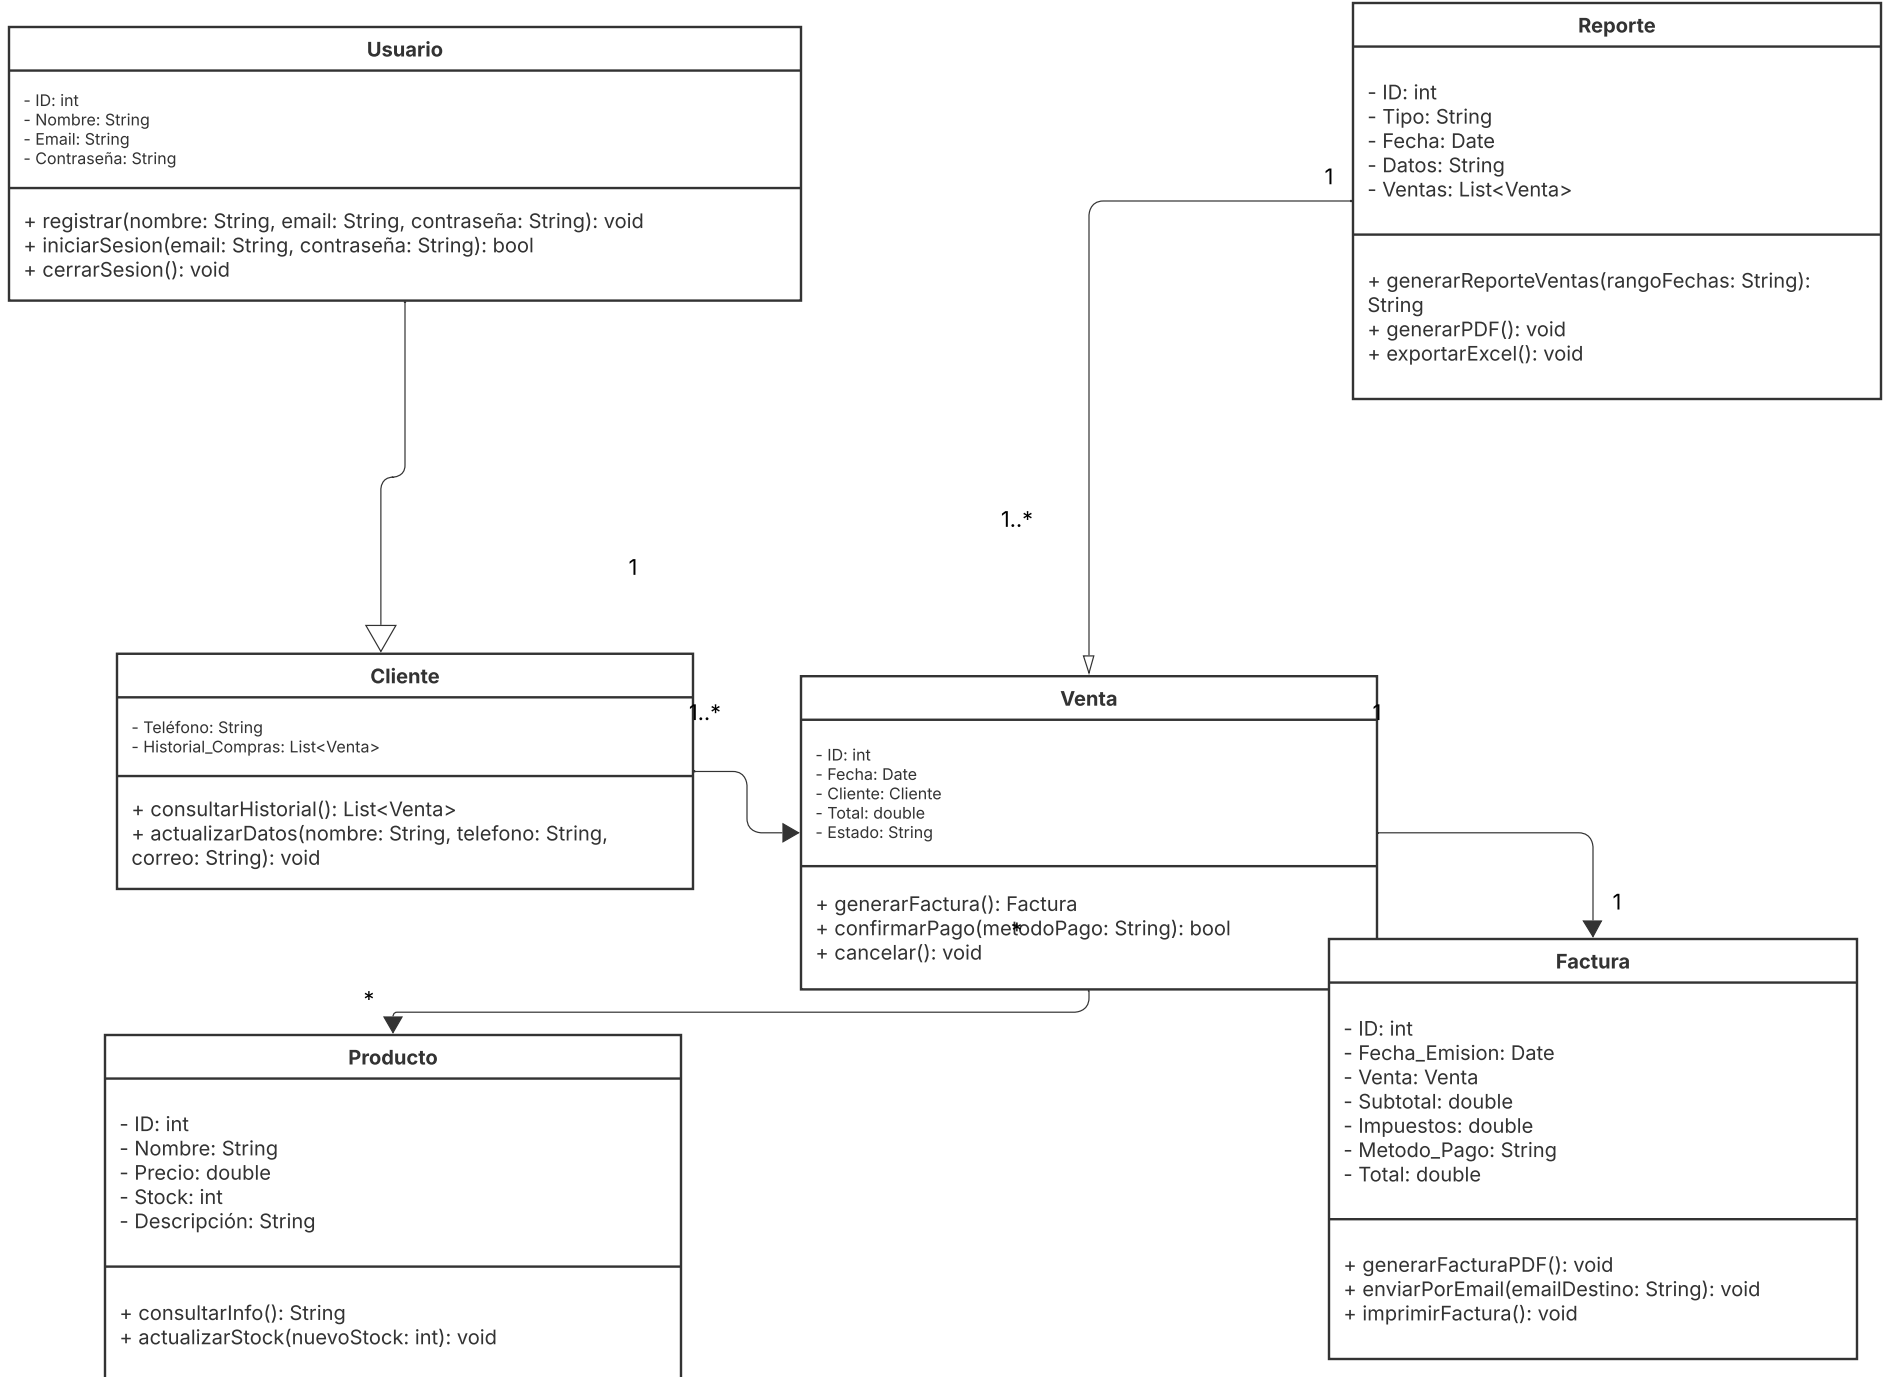 Usuario
- ID: int
- Nombre: String
- Email: String
- Contraseña: String
+ registrar(nombre: String, email: String, contraseña: String): void
+ iniciarSesion(email: String, contraseña: String): bool
+ cerrarSesion(): void
Reporte
- ID: int
- Tipo: String
- Fecha: Date
- Datos: String
- Ventas: List<Venta>
+ generarReporteVentas(rangoFechas: String):
String
+ generarPDF(): void
+ exportarExcel(): void
1
1..*
1
Cliente
- Teléfono: String
- Historial_Compras: List<Venta>
+ consultarHistorial(): List<Venta>
+ actualizarDatos(nombre: String, telefono: String,
correo: String): void
1..*
Venta
- ID: int
- Fecha: Date
- Cliente: Cliente
- Total: double
- Estado: String
+ generarFactura(): Factura
+ confirmarPago(metodoPago: String): bool
+ cancelar(): void
*
1
1
Factura
- ID: int
- Fecha_Emision: Date
- Venta: Venta
- Subtotal: double
- Impuestos: double
- Metodo_Pago: String
- Total: double
+ generarFacturaPDF(): void
+ enviarPorEmail(emailDestino: String): void
+ imprimirFactura(): void
*
Producto
- ID: int
- Nombre: String
- Precio: double
- Stock: int
- Descripción: String
+ consultarInfo(): String
+ actualizarStock(nuevoStock: int): void